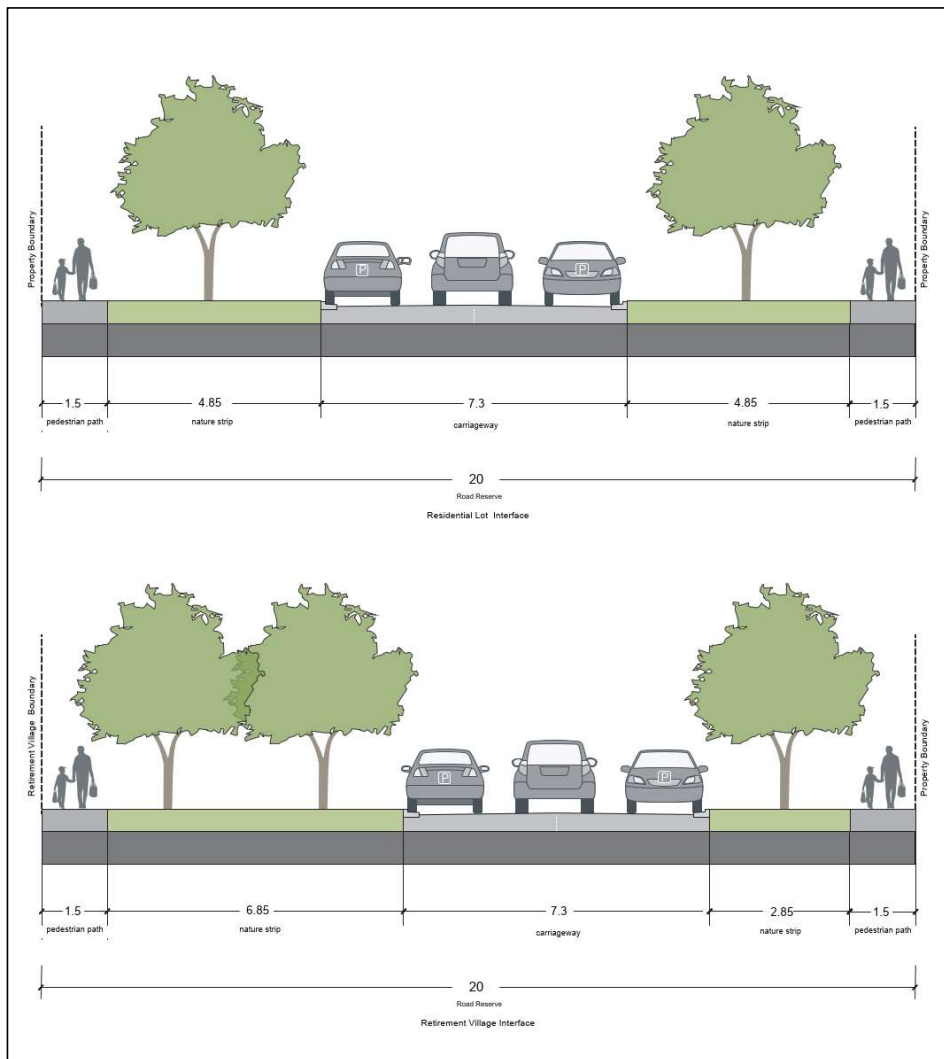 Property Boundary
Property Boundary
P
P
1.5 4.85 7.3 4.85 1.5
pedestrian path nature strip carriageway nature strip pedestrian path
20
Road Reserve
Residential Lot Interface
Retirement Village Boundary
Property Boundary
P
P
1.5 6.85 7.3 2.85 1.5
pedestrian path nature strip carriageway nature strip pedestrian path
20
Road Reserve
Retirement Village Interface